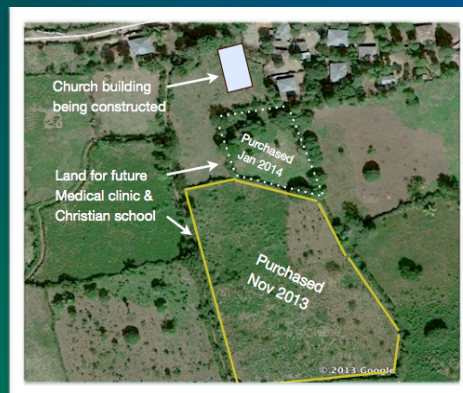 Church building
being constructed
Purchased
Jan 2014
Land for future
Medical clinic &
Christian school
Purchased
Nov 2013
© 2013 Google